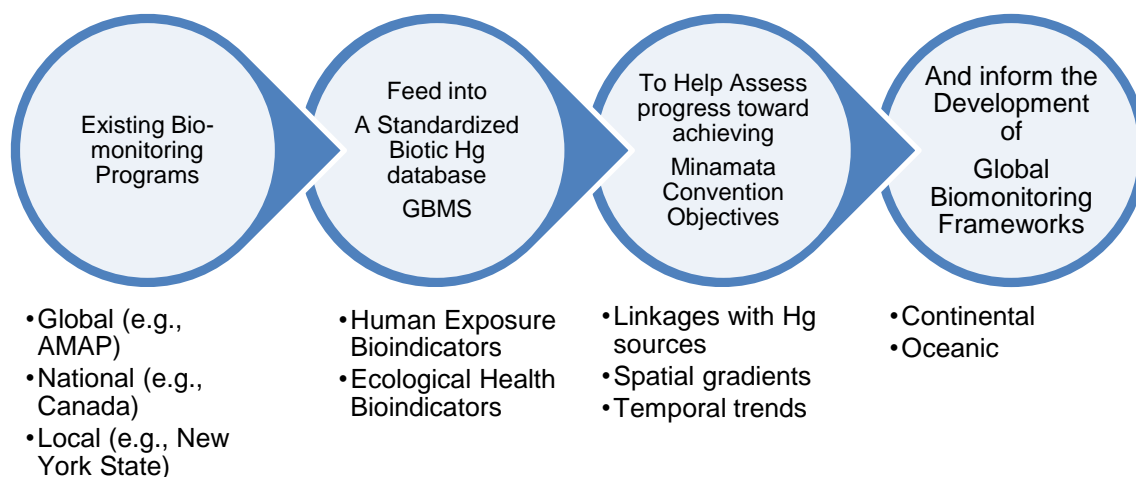 Existing Bio-
monitoring
Programs
Feed into
A Standardized
Biotic Hg
database
GBMS
To Help Assess
progress toward
achieving
Minamata
Convention
Objectives
And inform the
Development
of
Global
Biomonitoring
Frameworks
•Global (e.g.,
AMAP)
•National (e.g.,
Canada)
•Local (e.g., New
York State)
•Human Exposure
Bioindicators
•Ecological Health
Bioindicators
•Linkages with Hg
sources
•Spatial gradients
•Temporal trends
•Continental
•Oceanic